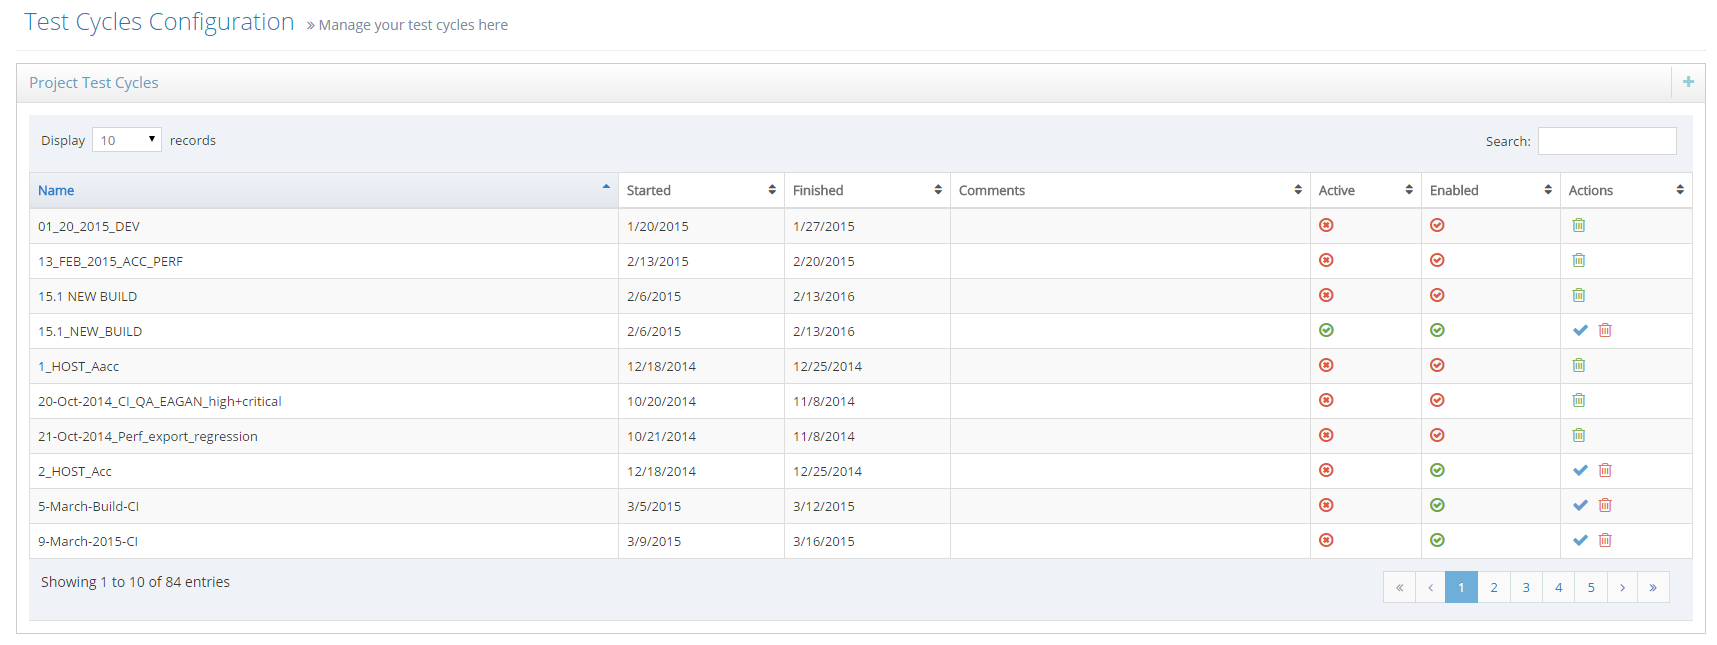 Test Cycles Configuration » Manage your test cycles here
Project Test Cycles
Display 10 records Search:
Name Started Finished Comments Active Enabled Actions
01_20_2015_DEV 1/20/2015 1/27/2015
13_FEB_2015_ACC_PERF 2/13/2015 2/20/2015
15.1 NEW BUILD 2/6/2015 2/13/2016
15.1_NEW_BUILD 2/6/2015 2/13/2016
1_HOST_Aacc 12/18/2014 12/25/2014
20-Oct-2014_CI_QA_EAGAN_high+critical 10/20/2014 11/8/2014
21-Oct-2014_Perf_export_regression 10/21/2014 11/8/2014
2_HOST_Acc 12/18/2014 12/25/2014
5-March-Build-CI 3/5/2015 3/12/2015
9-March-2015-CI 3/9/2015 3/16/2015
Showing 1 to 10 of 84 entries « ‹ 1 2 3 4 5 › »